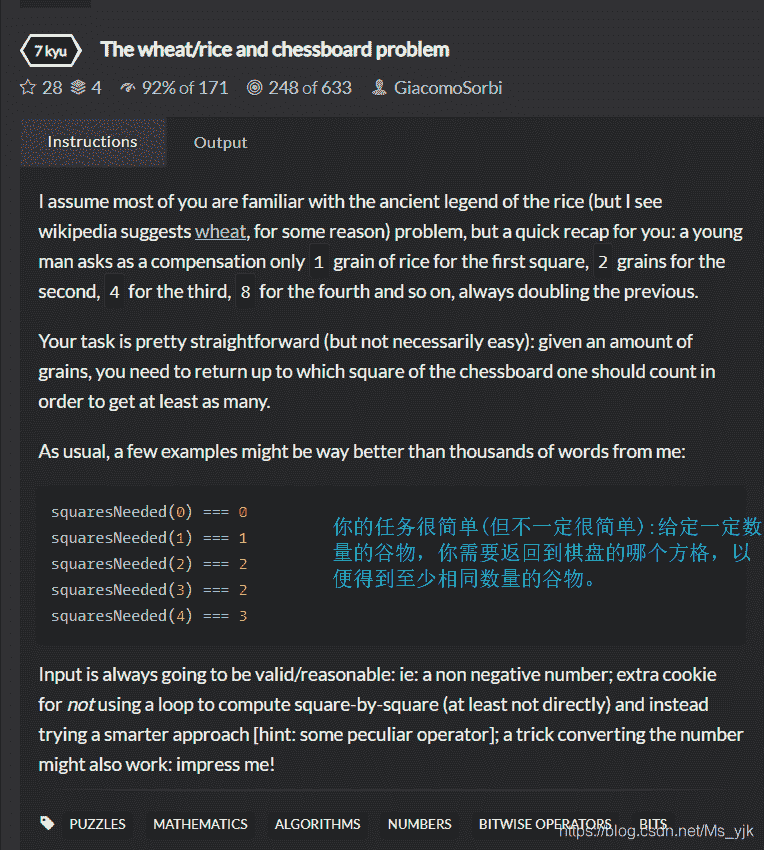 7 kyu The wheat/rice and chessboard problem
28 4 92% of 171 248 of 633 GiacomoSorbi
Instructions Output
I assume most of you are familiar with the ancient legend of the rice (but I see
wikipedia suggests wheat, for some reason) problem, but a quick recap for you: a young
man asks as a compensation only 1 grain of rice for the first square, 2 grains for the
second, 4 for the third, 8 for the fourth and so on, always doubling the previous.
Your task is pretty straightforward (but not necessarily easy): given an amount of
grains, you need to return up to which square of the chessboard one should count in
order to get at least as many.
As usual, a few examples might be way better than thousands of words from me:
squaresNeeded(0) === 0
squaresNeeded(1) === 1
squaresNeeded(2) === 2
squaresNeeded(3) === 2
squaresNeeded(4) === 3
你的任务很简单(但不一定很简单):给定一定数
量的谷物，你需要返回到棋盘的哪个方格，以
便得到至少相同数量的谷物。
Input is always going to be valid/reasonable: ie: a non negative number; extra cookie
for not using a loop to compute square-by-square (at least not directly) and instead
trying a smarter approach [hint: some peculiar operator]; a trick converting the number
might also work: impress me!
PUZZLES MATHEMATICS ALGORITHMS NUMBERS BITWISE OPERATORS BITS
https://blog.csdn.net/Ms_yjk